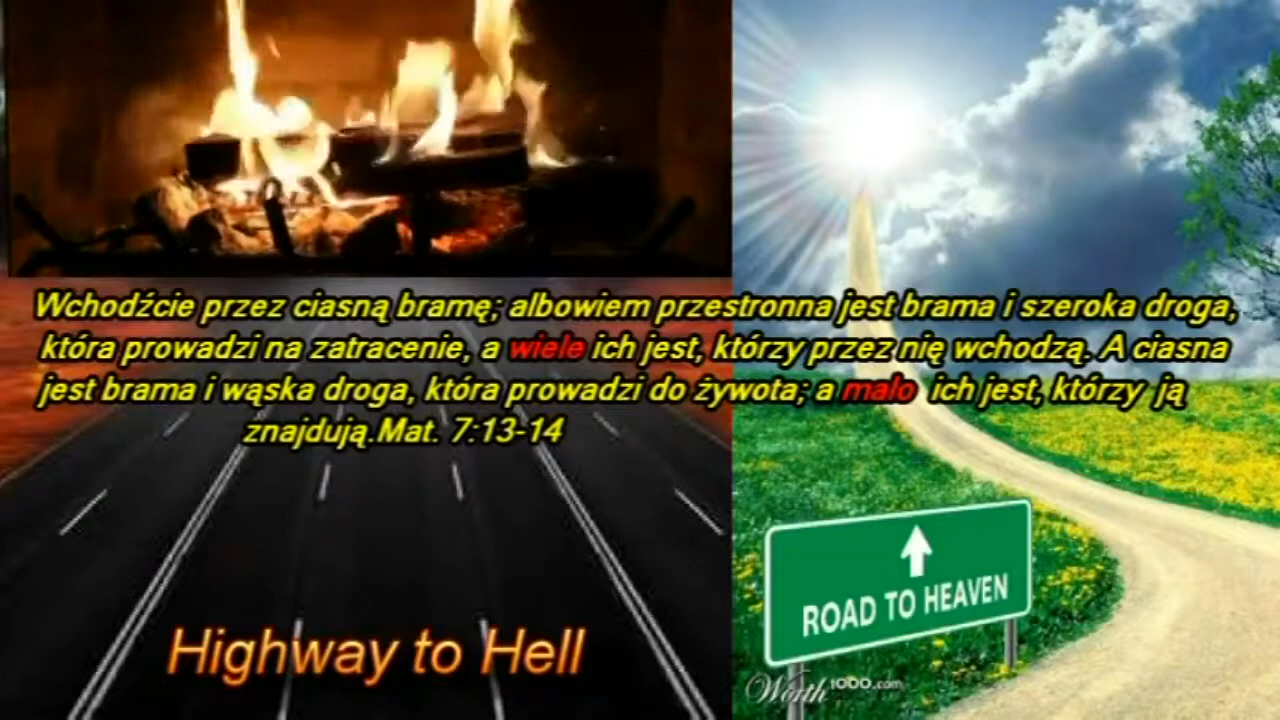 Wchodźcie przez ciasną bramę; albowiem przestronna jest brama i szeroka droga,
która prowadzi na zatracenie, a wiele ich jest, którzy przez nię wchodzą. A ciasna
jest brama i wąska droga, która prowadzi do żywota; a mało ich jest, którzy ją
znajdują.Mat. 7:13-14
ROAD TO HEAVEN
Highway to Hell
Worth1000.com